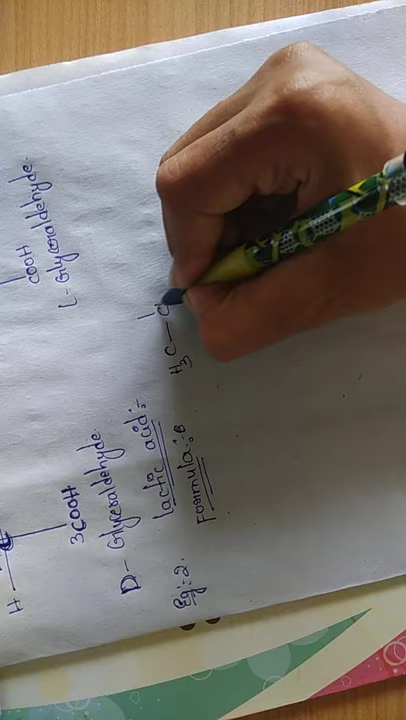 COOH
L - Glyceraldehyde.
H
3COOH
D - Glyceraldehyde
Eg:-2. Lactic acid:-
Formula:-
H3C — C